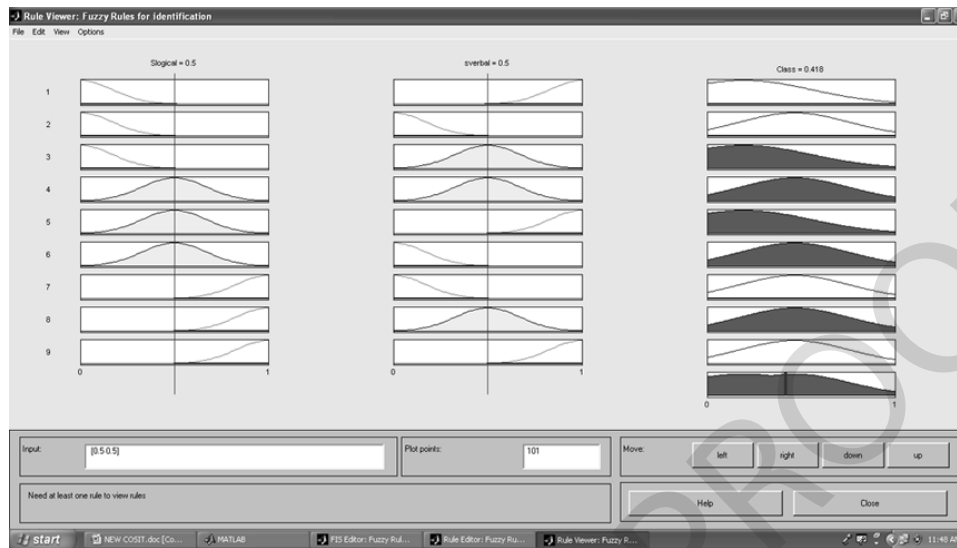 Rule Viewer: Fuzzy Rules for identification
File Edit View Options
Slogical = 0.5
sverbal = 0.5
Class = 0.418
1
2
3
4
5
6
7
8
9
0 1
0 1
0 1
Input:
[0.5 0.5]
Plot points:
101
Move:
left
right
down
up
Need at least one rule to view rules
Help
Close
start
NEW COSIT.doc [Co...
MATLAB
FIS Editor: Fuzzy Rul...
Rule Editor: Fuzzy Ru...
Rule Viewer: Fuzzy R...
11:48 AM
PROO